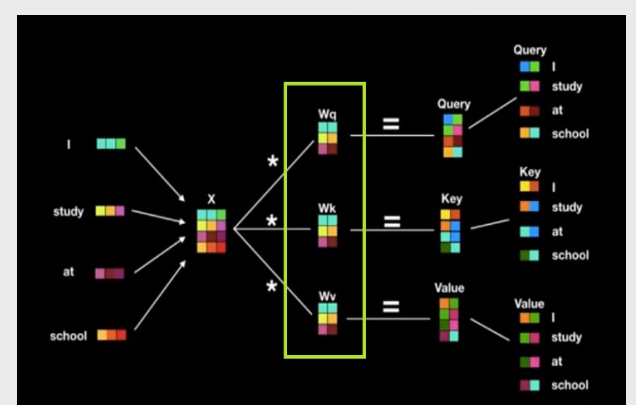 I
study
at
school
X
*
*
*
Wq
Wk
Wv
=
=
=
Query
Key
Value
Query
I
study
at
school
Key
I
study
at
school
Value
I
study
at
school